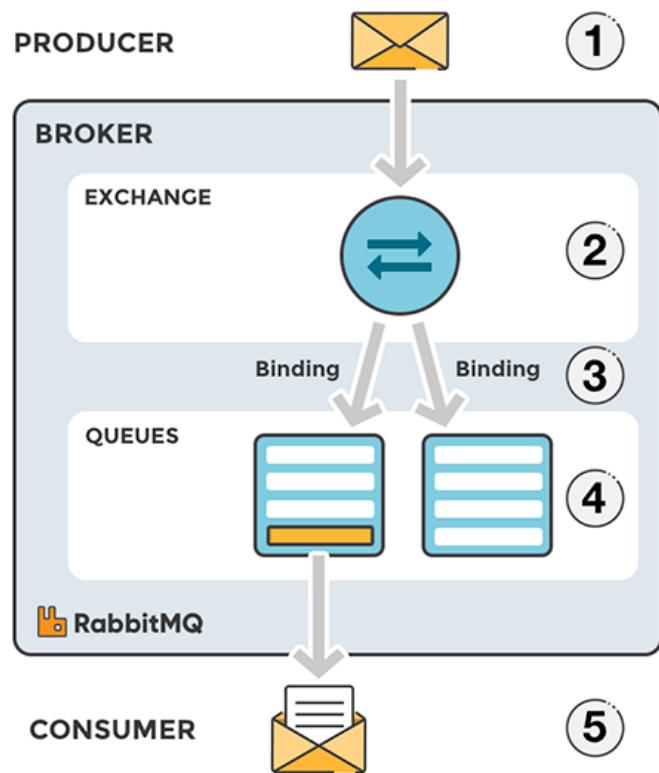 PRODUCER
1
BROKER
EXCHANGE
2
Binding
Binding
3
QUEUES
4
RabbitMQ
CONSUMER
5